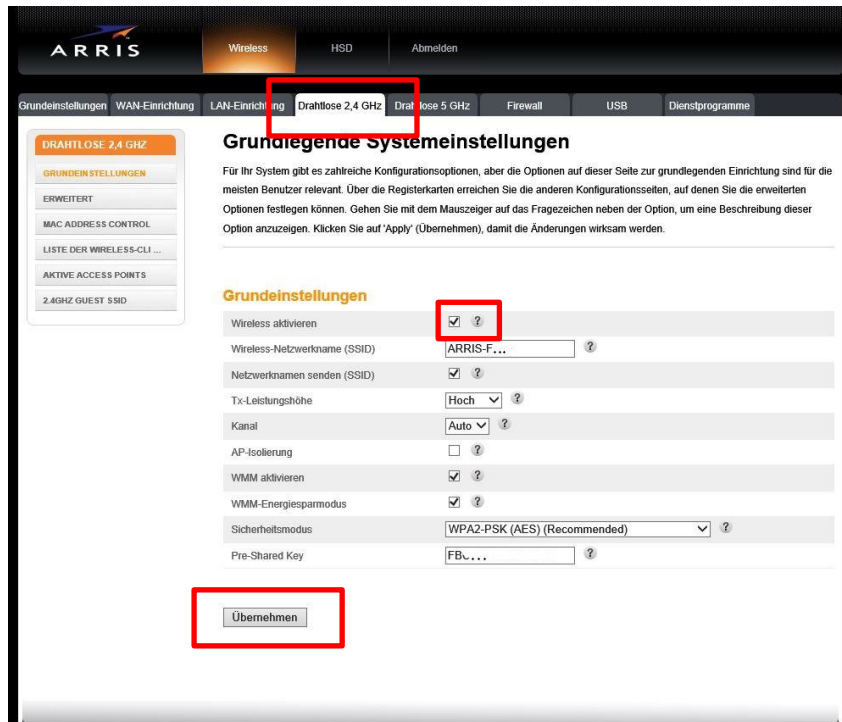 ARRIS
Wireless HSD Abmelden
Grundeinstellungen WAN-Einrichtung LAN-Einrichtung Drahtlose 2,4 GHz Drahtlose 5 GHz Firewall USB Dienstprogramme
DRAHTLOSE 2,4 GHZ
GRUNDEINSTELLUNGEN
ERWEITERT
MAC ADDRESS CONTROL
LISTE DER WIRELESS-CLI ...
AKTIVE ACCESS POINTS
2.4GHZ GUEST SSID
Grundlegende Systemeinstellungen
Für Ihr System gibt es zahlreiche Konfigurationsoptionen, aber die Optionen auf dieser Seite zur grundlegenden Einrichtung sind für die
meisten Benutzer relevant. Über die Registerkarten erreichen Sie die anderen Konfigurationsseiten, auf denen Sie die erweiterten
Optionen festlegen können. Gehen Sie mit dem Mauszeiger auf das Fragezeichen neben der Option, um eine Beschreibung dieser
Option anzuzeigen. Klicken Sie auf 'Apply' (Übernehmen), damit die Änderungen wirksam werden.
Grundeinstellungen
Wireless aktivieren ?
Wireless-Netzwerkname (SSID) ARRIS-F... ?
Netzwerknamen senden (SSID) ?
Tx-Leistungshöhe Hoch ?
Kanal Auto ?
AP-Isolierung ?
WMM aktivieren ?
WMM-Energiesparmodus ?
Sicherheitsmodus WPA2-PSK (AES) (Recommended) ?
Pre-Shared Key ?
Übernehmen